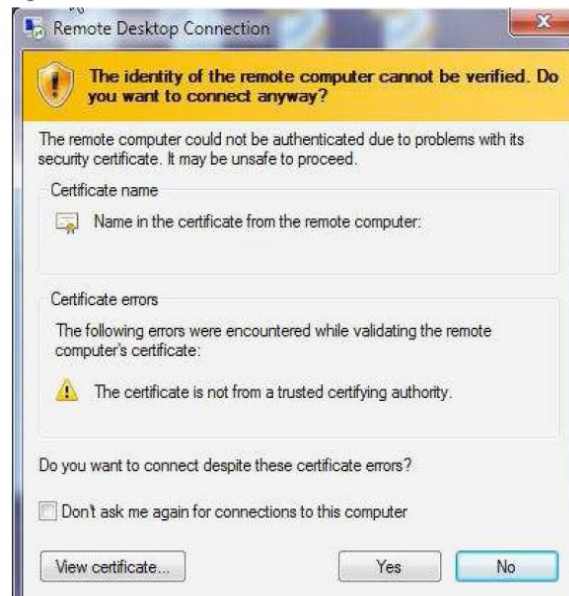 Remote Desktop Connection
The identity of the remote computer cannot be verified. Do
you want to connect anyway?
The remote computer could not be authenticated due to problems with its
security certificate. It may be unsafe to proceed.
Certificate name
Name in the certificate from the remote computer:
Certificate errors
The following errors were encountered while validating the remote
computer's certificate:
The certificate is not from a trusted certifying authority.
Do you want to connect despite these certificate errors?
Don't ask me again for connections to this computer
View certificate...
Yes
No